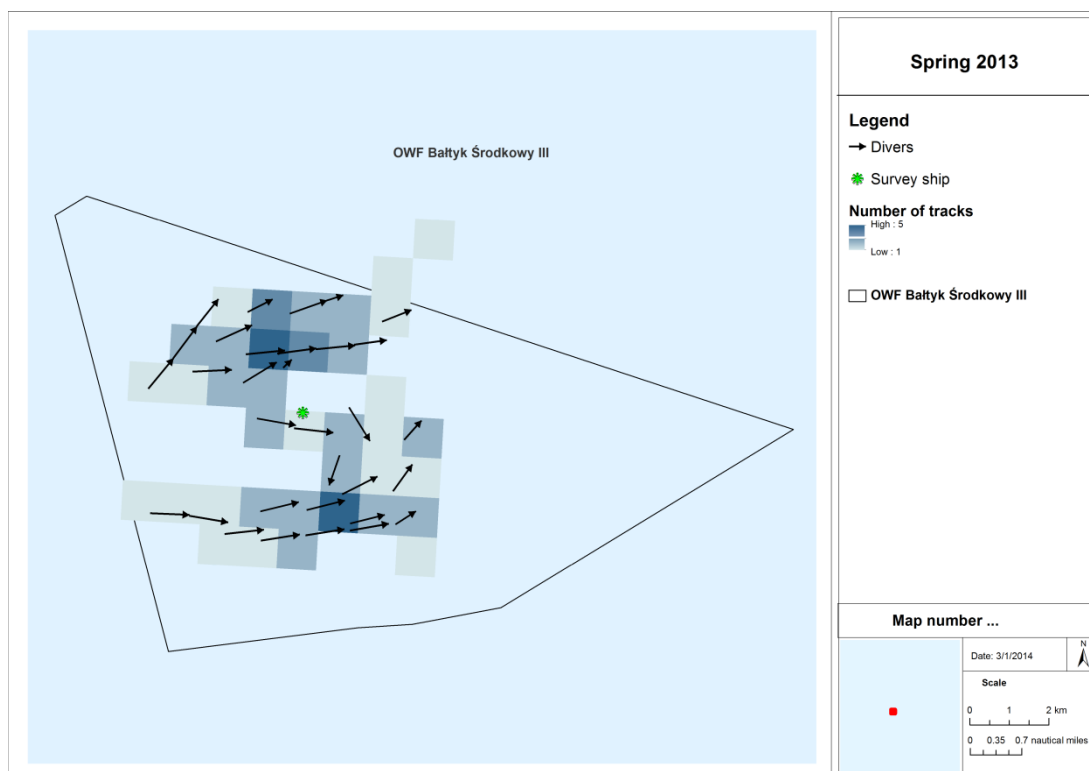 OWF Bałtyk Środkowy III
Spring 2013
Legend
Divers
Survey ship
Number of tracks
High : 5
Low : 1
OWF Bałtyk Środkowy III
Map number ...
Date: 3/1/2014
N
Scale
0 1 2 km
0 0.35 0.7 nautical miles